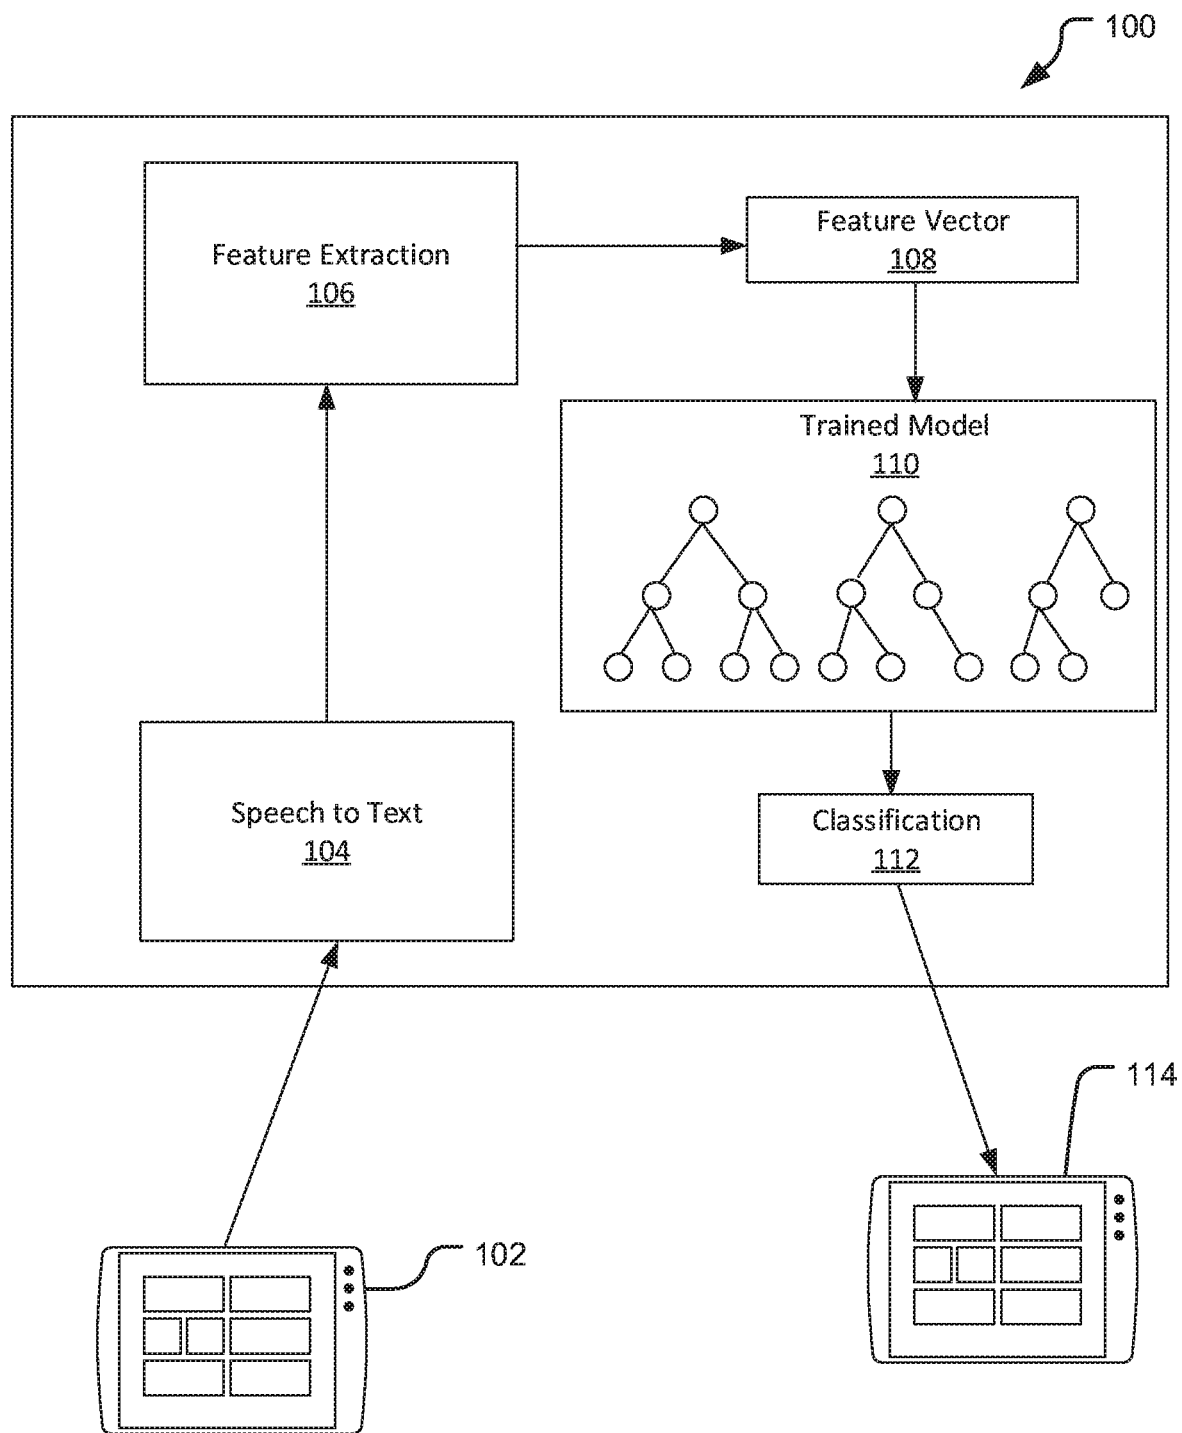 100
Feature Extraction
106
Feature Vector
108
Trained Model
110
Speech to Text
104
Classification
112
114
102